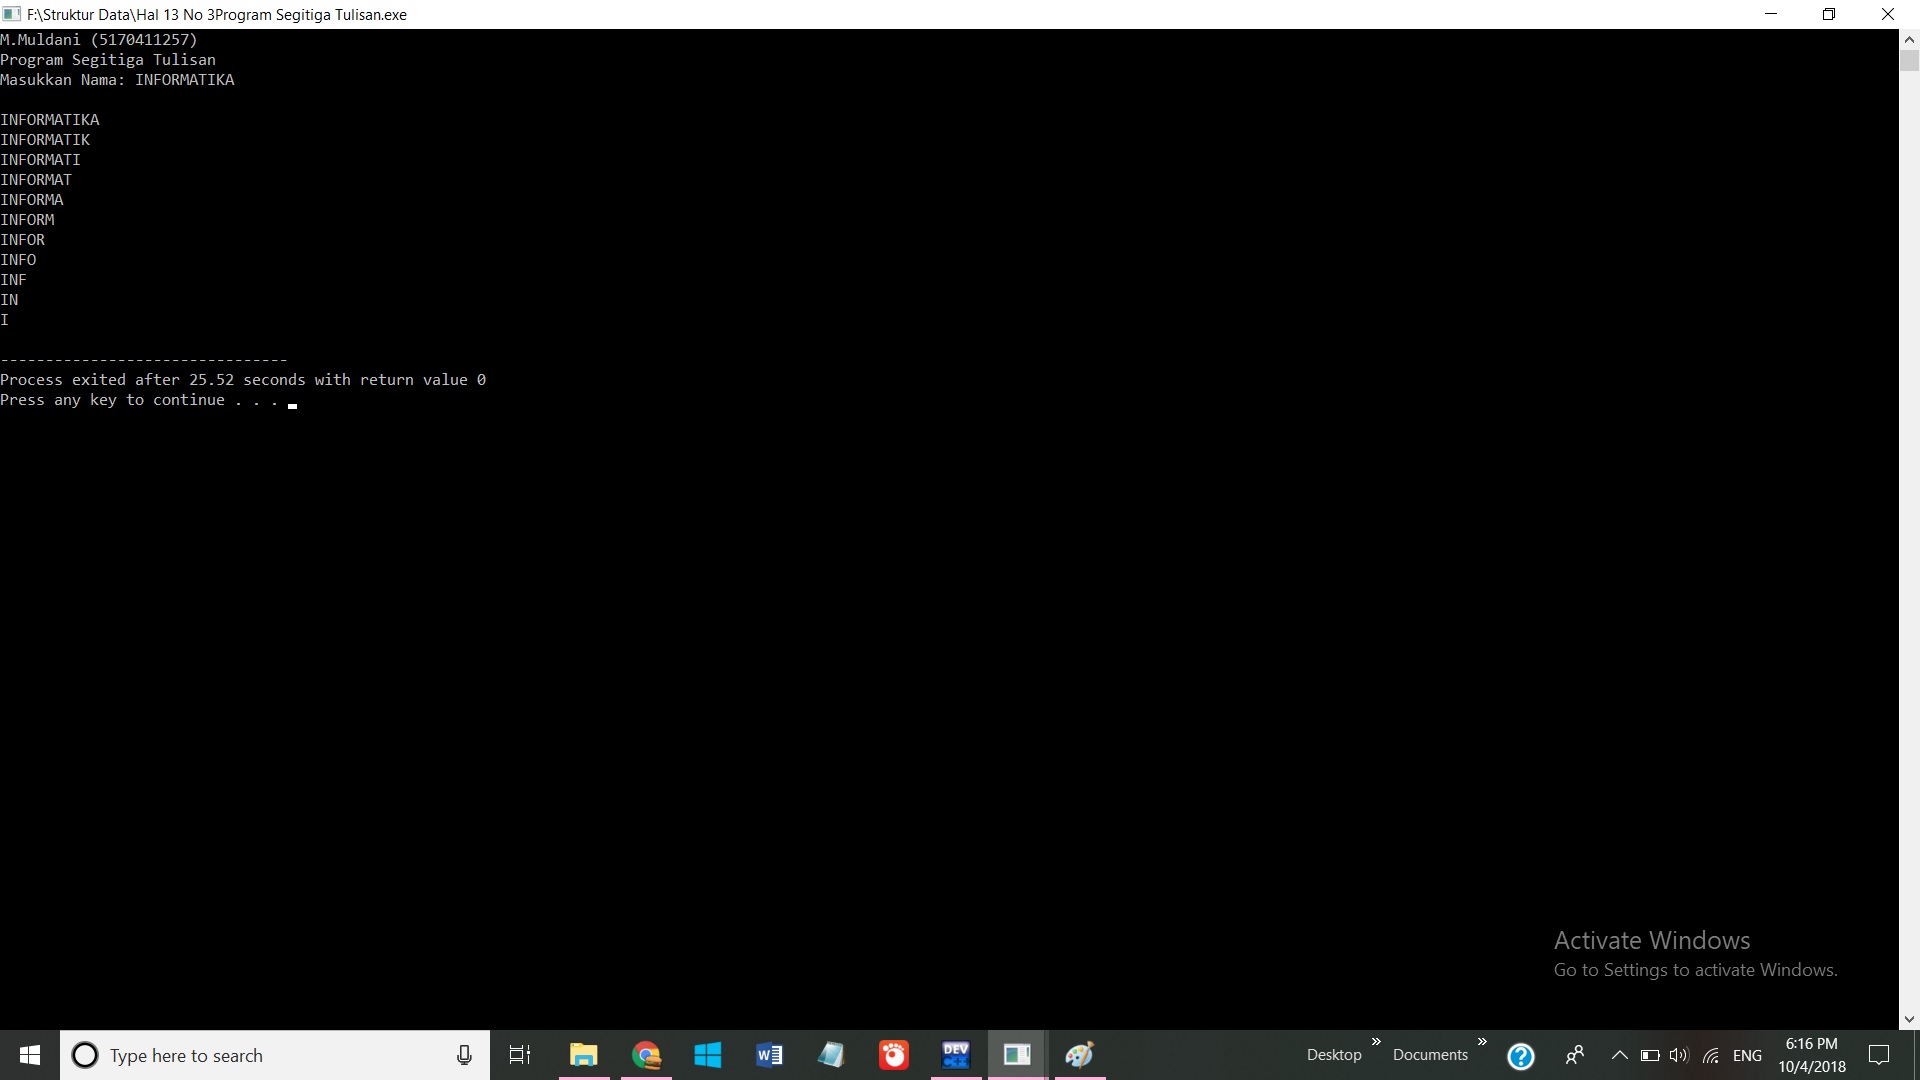 F:\Struktur Data\Hal 13 No 3Program Segitiga Tulisan.exe
M.Muldani (5170411257)
Program Segitiga Tulisan
Masukkan Nama: INFORMATIKA
INFORMATIKA
INFORMATIK
INFORMATI
INFORMAT
INFORMA
INFORM
INFOR
INFO
INF
IN
I
--------------------------------
Process exited after 25.52 seconds with return value 0
Press any key to continue . . .
Activate Windows
Go to Settings to activate Windows.
Type here to search
DEV
C++
Desktop
Documents
ENG
6:16 PM
10/4/2018